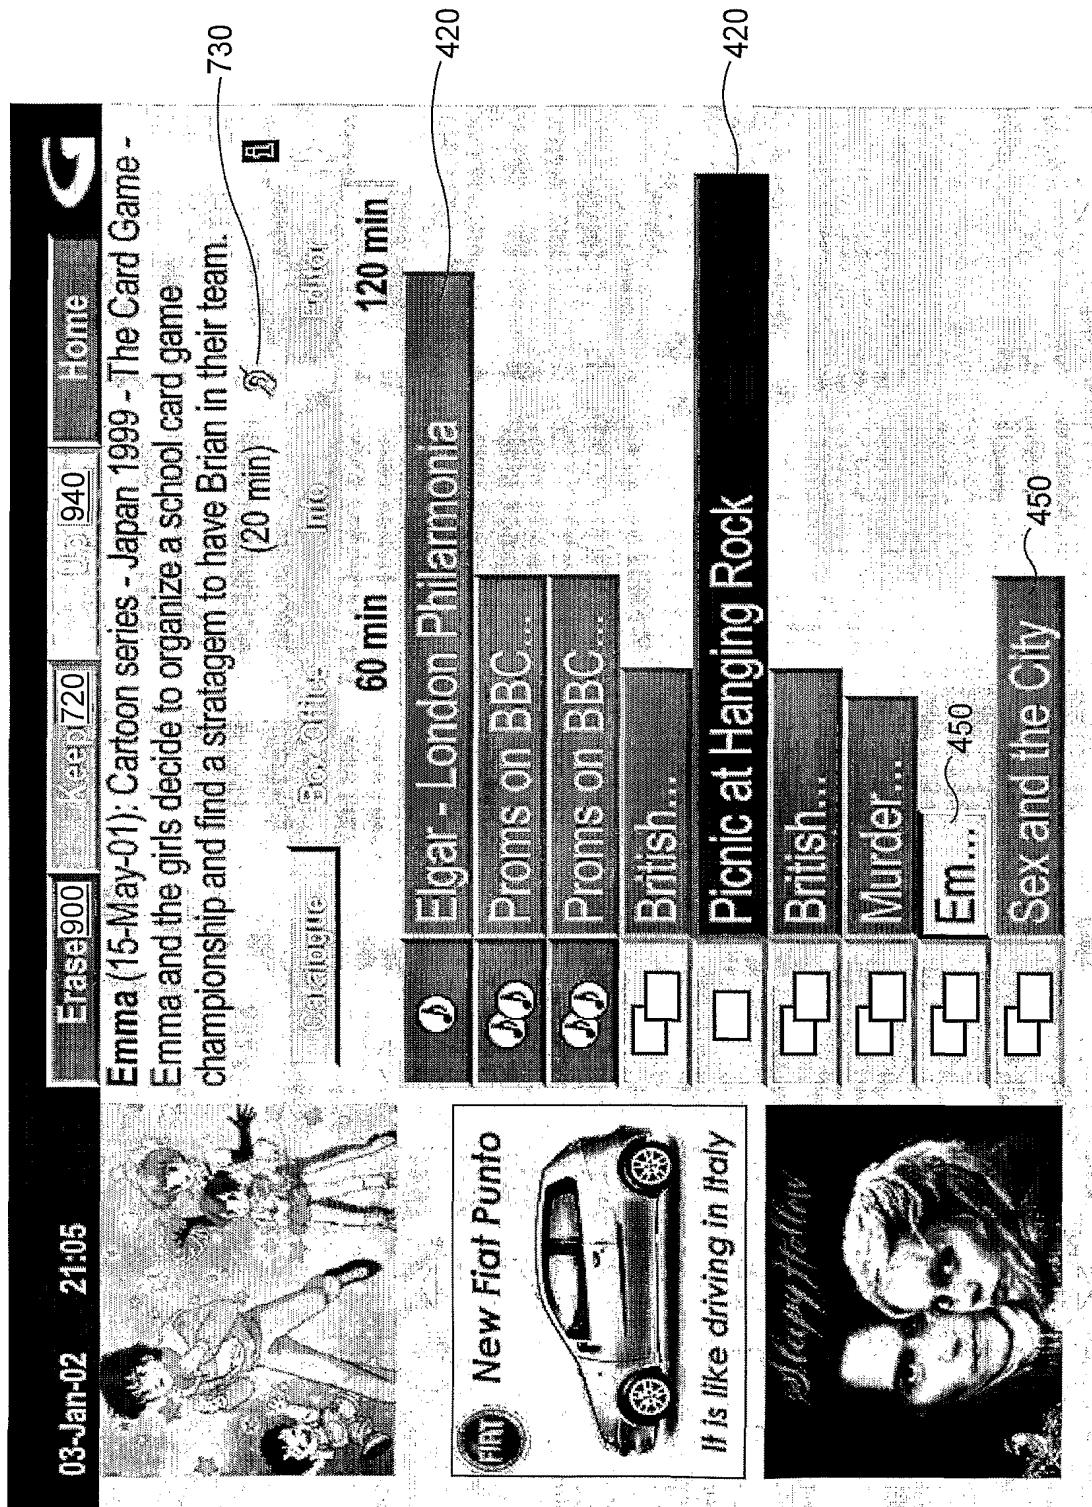 03-Jan-02 21:05
Erase 900
Keep 720
Up 940
Home
G
Emma (15-May-01): Cartoon series - Japan 1999 - The Card Game -
Emma and the girls decide to organize a school card game
championship and find a stratagem to have Brian in their team.
(20 min)
730
i
Catalogue
Box Office
Info
Editor
60 min
120 min
Elgar - London Philarmonia
420
Proms on BBC...
Proms on BBC...
British...
Picnic at Hanging Rock
420
British...
Murder...
Em...
450
Sex and the City
450
FIAT
New Fiat Punto
It is like driving in Italy